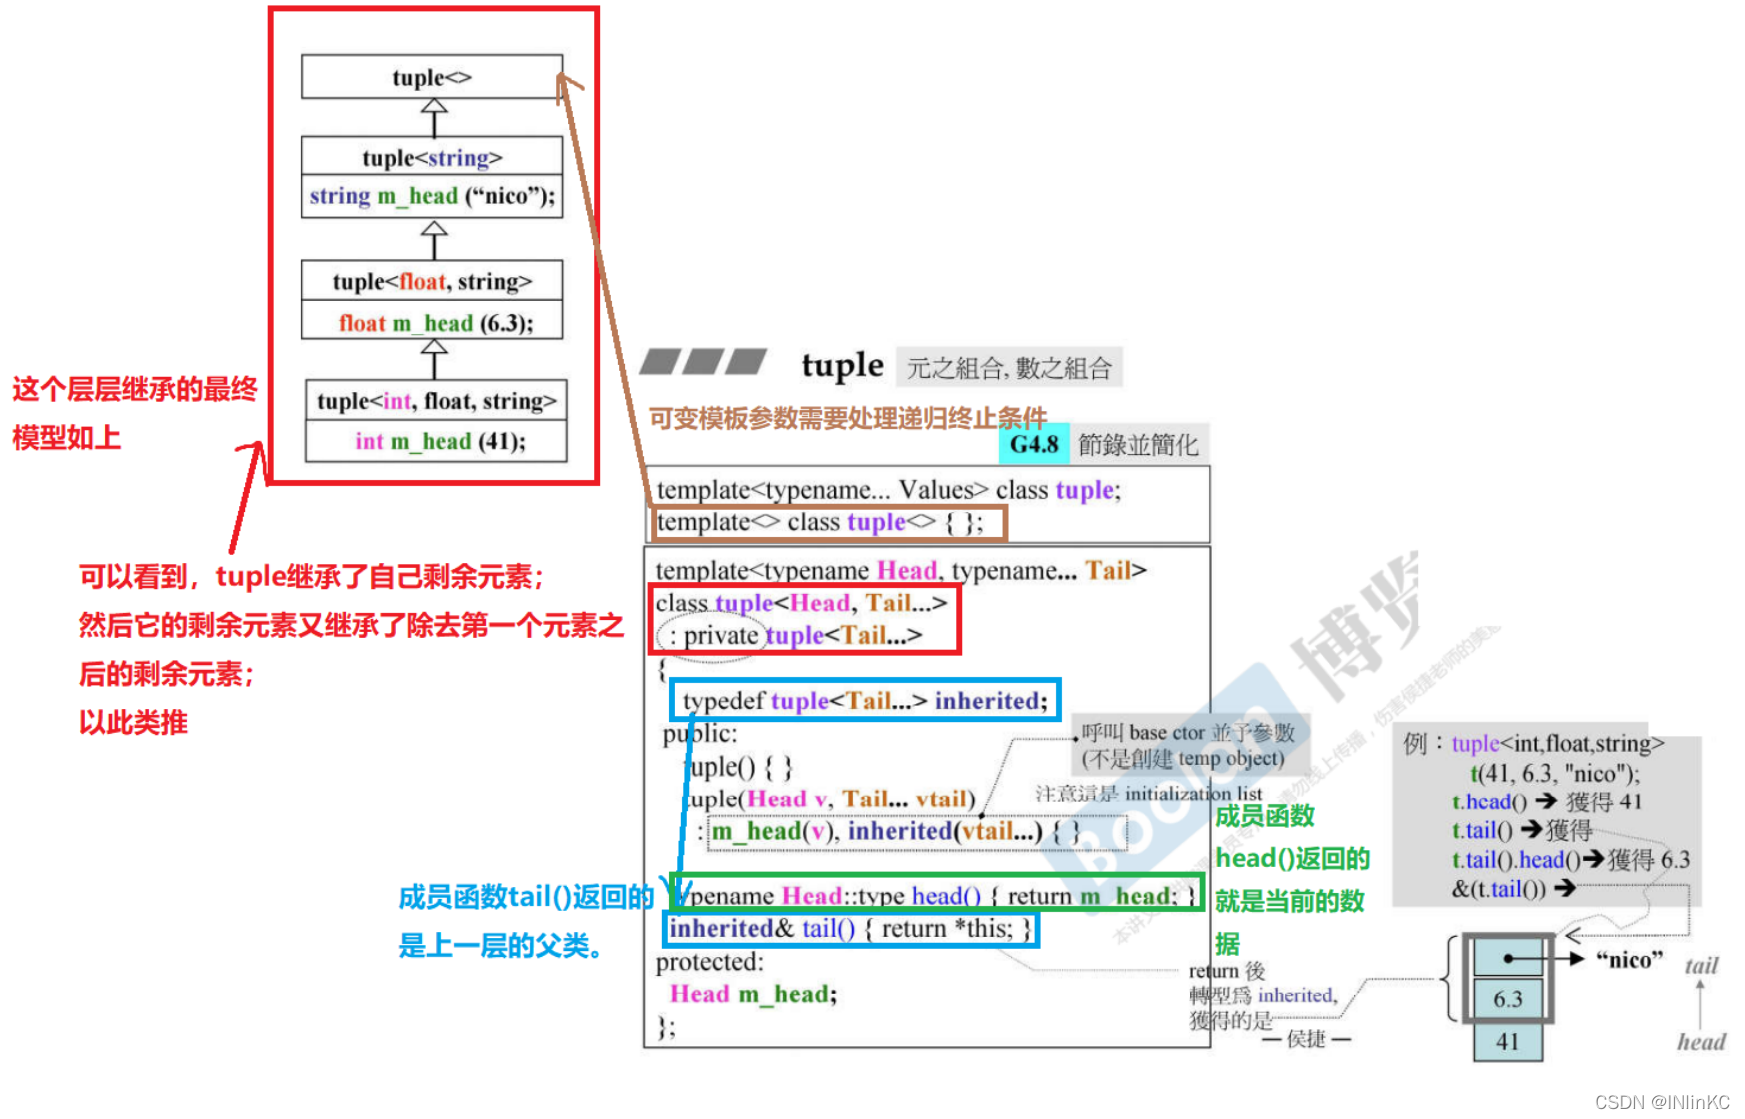 tuple<>
tuple<string>
string m_head (“nico”);
tuple<float, string>
float m_head (6.3);
tuple<int, float, string>
int m_head (41);
这个层层继承的最终
模型如上
可以看到，tuple继承了自己剩余元素；
然后它的剩余元素又继承了除去第一个元素之
后的剩余元素；
以此类推
tuple 元之組合, 數之組合
可变模板参数需要处理递归终止条件
G4.8 節錄並簡化
template<typename... Values> class tuple;
template<> class tuple<> { };
template<typename Head, typename... Tail>
class tuple<Head, Tail...>
: private tuple<Tail...>
{
typedef tuple<Tail...> inherited;
public:
tuple() { }
tuple(Head v, Tail... vtail)
: m_head(v), inherited(vtail...) { }
ypename Head::type head() { return m_head; }
inherited& tail() { return *this; }
protected:
Head m_head;
};
呼叫 base ctor 並予參數
(不是創建 temp object)
注意這是 initialization list
成员函数tail()返回的
是上一层的父类。
成员函数
head()返回的
就是当前的数
据
return 後
轉型爲 inherited,
獲得的是
— 侯捷 —
例：tuple<int,float,string>
t(41, 6.3, "nico");
t.head() ➔ 獲得 41
t.tail() ➔獲得
t.tail().head()➔獲得 6.3
&(t.tail()) ➔
“nico”
6.3
41
tail
head
Boolan
博览
CSDN @INlinKC